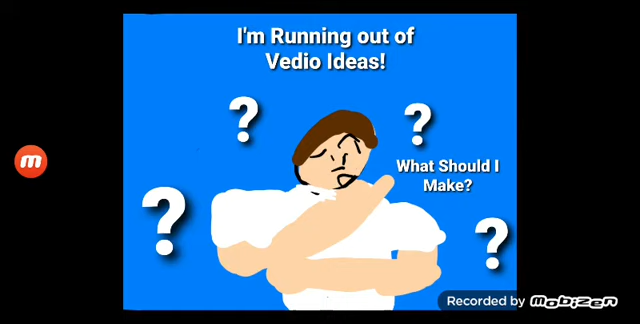 I'm Running out of
Vedio Ideas!
?
?
What Should I
Make?
?
?
m
Recorded by Mobizen